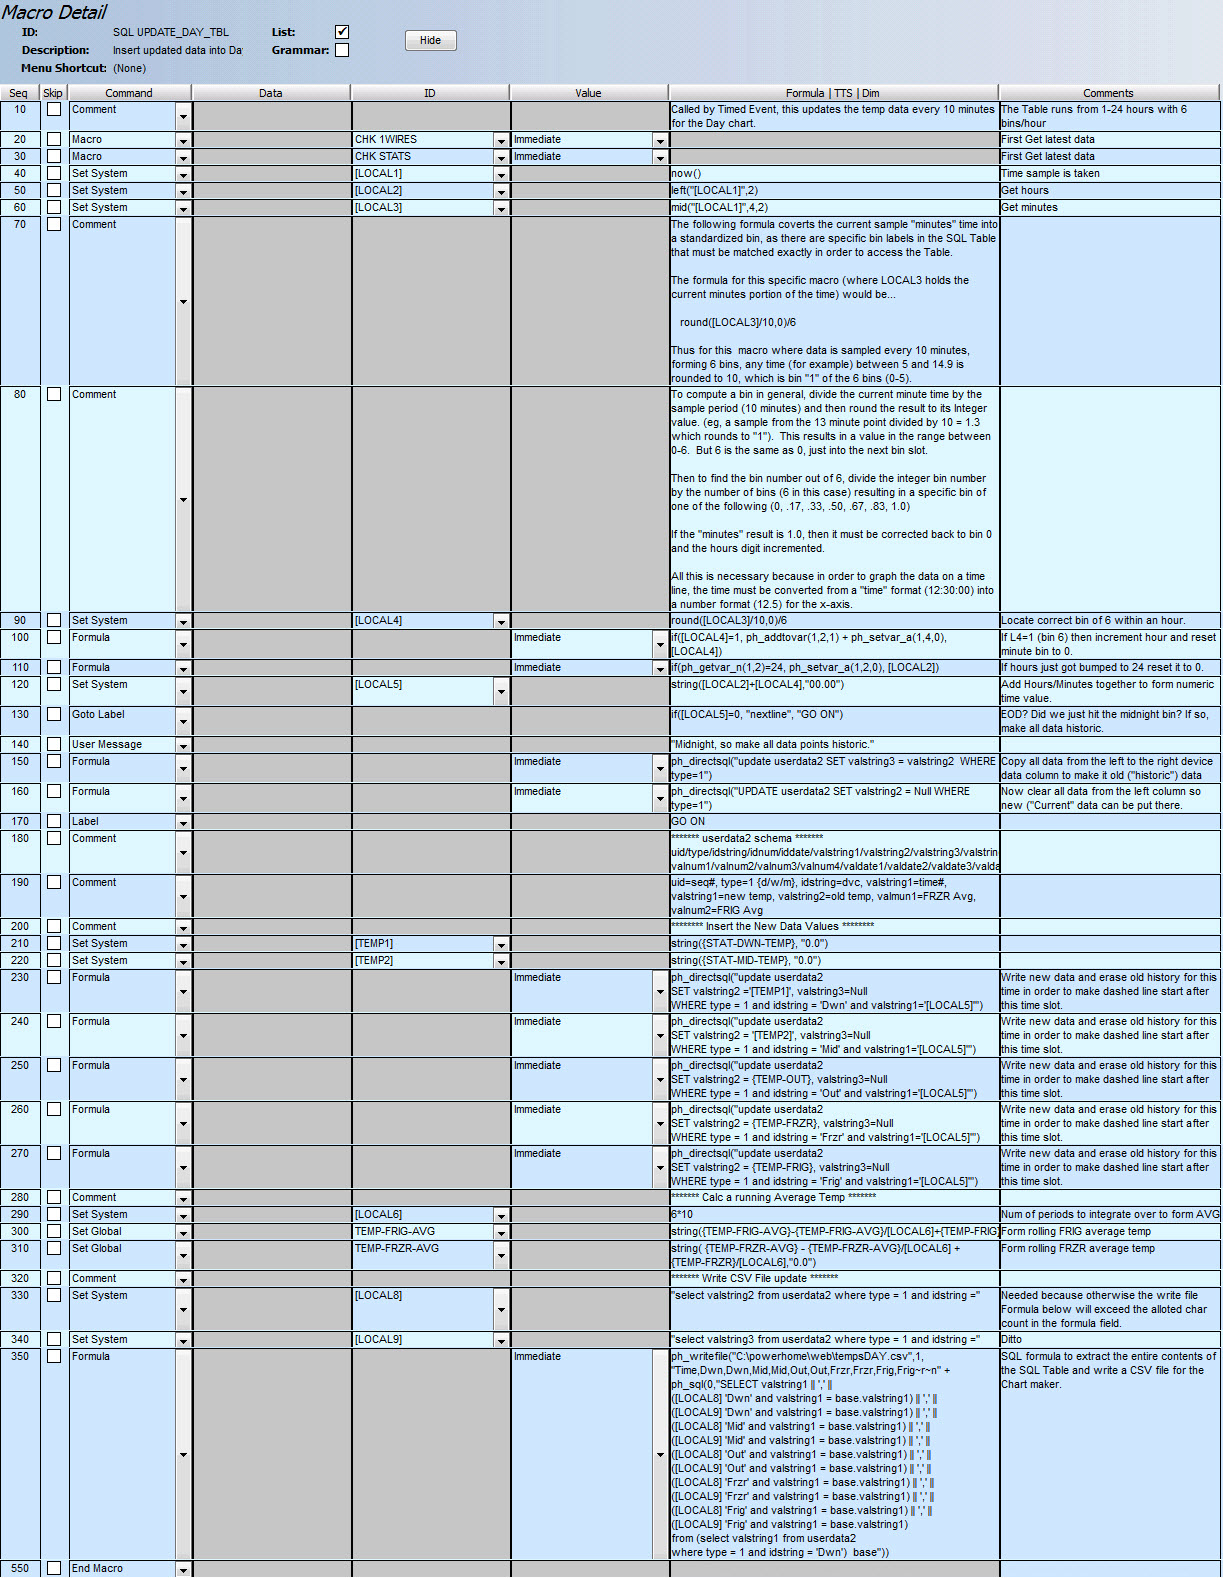 Macro Detail
ID: SQL UPDATE_DAY_TBL List:
Description: Insert updated data into Da Grammar: Hide
Menu Shortcut: (None)
Seq Skip Command Data ID Value Formula | TTS | Dim Comments
10 Comment Called by Timed Event, this updates the temp data every 10 minutes The Table runs from 1-24 hours with 6
for the Day chart. bins/hour
20 Macro CHK 1WIRES Immediate First Get latest data
30 Macro CHK STATS Immediate First Get latest data
40 Set System [LOCAL1] now() Time sample is taken
50 Set System [LOCAL2] left("[LOCAL1]",2) Get hours
60 Set System [LOCAL3] mid("[LOCAL1]",4,2) Get minutes
70 Comment The following formula coverts the current sample "minutes" time into
a standardized bin, as there are specific bin labels in the SQL Table
that must be matched exactly in order to access the Table.
The formula for this specific macro (where LOCAL3 holds the
current minutes portion of the time) would be...
round([LOCAL3]/10,0)/6
Thus for this macro where data is sampled every 10 minutes,
forming 6 bins, any time (for example) between 5 and 14.9 is
rounded to 10, which is bin "1" of the 6 bins (0-5).
80 Comment To compute a bin in general, divide the current minute time by the
sample period (10 minutes) and then round the result to its Integer
value. (eg, a sample from the 13 minute point divided by 10 = 1.3
which rounds to "1"). This results in a value in the range between
0-6. But 6 is the same as 0, just into the next bin slot.
Then to find the bin number out of 6, divide the integer bin number
by the number of bins (6 in this case) resulting in a specific bin of
one of the following (0, .17, .33, .50, .67, .83, 1.0)
If the "minutes" result is 1.0, then it must be corrected back to bin 0
and the hours digit incremented.
All this is necessary because in order to graph the data on a time
line, the time must be converted from a "time" format (12:30:00) into
a number format (12.5) for the x-axis.
90 Set System [LOCAL4] round([LOCAL3]/10,0)/6 Locate correct bin of 6 within an hour.
100 Formula Immediate if([LOCAL4]=1, ph_addtovar(1,2,1) + ph_setvar_a(1,4,0), If L4=1 (bin 6) then increment hour and reset
[LOCAL4]) minute bin to 0.
110 Formula Immediate if(ph_getvar_n(1,2)=24, ph_setvar_a(1,2,0), [LOCAL2]) If hours just got bumped to 24 reset it to 0.
120 Set System [LOCAL5] string([LOCAL2]+[LOCAL4],"00.00") Add Hours/Minutes together to form numeric
time value.
130 Goto Label if([LOCAL5]=0, "nextline", "GO ON") EOD? Did we just hit the midnight bin? If so,
make all data historic.
140 User Message "Midnight, so make all data points historic."
150 Formula Immediate ph_directsql("update userdata2 SET valstring3 = valstring2 WHERE Copy all data from the left to the right device
type=1") data column to make it old ("historic") data
160 Formula Immediate ph_directsql("UPDATE userdata2 SET valstring2 = Null WHERE Now clear all data from the left column so
type=1") new ("Current" data can be put there.
170 Label GO ON
180 Comment ******* userdata2 schema *******
uid/type/idstring/idnum/iddate/valstring1/valstring2/valstring3/valstrin
valnum1/valnum2/valnum3/valnum4/valdate1/valdate2/valdate3/valda
190 Comment uid=seq#, type=1 {d/w/m}, idstring=dvc, valstring1=time#,
valstring1=new temp, valstring2=old temp, valmun1=FRZR Avg,
valnum2=FRIG Avg
200 Comment ******** Insert the New Data Values ********
210 Set System [TEMP1] string({STAT-DWN-TEMP}, "0.0")
220 Set System [TEMP2] string({STAT-MID-TEMP}, "0.0")
230 Formula Immediate ph_directsql("update userdata2 Write new data and erase old history for this
SET valstring2 ='[TEMP1]', valstring3=Null time in order to make dashed line start after
WHERE type = 1 and idstring = 'Dwn' and valstring1='[LOCAL5]'") this time slot.
240 Formula Immediate ph_directsql("update userdata2 Write new data and erase old history for this
SET valstring2 = '[TEMP2]', valstring3=Null time in order to make dashed line start after
WHERE type = 1 and idstring = 'Mid' and valstring1='[LOCAL5]'") this time slot.
250 Formula Immediate ph_directsql("update userdata2 Write new data and erase old history for this
SET valstring2 = {TEMP-OUT}, valstring3=Null time in order to make dashed line start after
WHERE type = 1 and idstring = 'Out' and valstring1='[LOCAL5]'") this time slot.
260 Formula Immediate ph_directsql("update userdata2 Write new data and erase old history for this
SET valstring2 = {TEMP-FRZR}, valstring3=Null time in order to make dashed line start after
WHERE type = 1 and idstring = 'Frzr' and valstring1='[LOCAL5]'") this time slot.
270 Formula Immediate ph_directsql("update userdata2 Write new data and erase old history for this
SET valstring2 = {TEMP-FRIG}, valstring3=Null time in order to make dashed line start after
WHERE type = 1 and idstring = 'Frig' and valstring1='[LOCAL5]'") this time slot.
280 Comment ******* Calc a running Average Temp *******
290 Set System [LOCAL6] 6*10 Num of periods to integrate over to form AVG
300 Set Global TEMP-FRIG-AVG string({TEMP-FRIG-AVG}-{TEMP-FRIG-AVG}/[LOCAL6]+{TEMP-FRIG} Form rolling FRIG average temp
310 Set Global TEMP-FRZR-AVG string( {TEMP-FRZR-AVG} - {TEMP-FRZR-AVG}/[LOCAL6] + Form rolling FRZR average temp
{TEMP-FRZR}/[LOCAL6],"0.0")
320 Comment ******* Write CSV File update *******
330 Set System [LOCAL8] "select valstring2 from userdata2 where type = 1 and idstring =" Needed because otherwise the write file
Formula below will exceed the alloted char
count in the formula field.
340 Set System [LOCAL9] "select valstring3 from userdata2 where type = 1 and idstring =" Ditto
350 Formula Immediate ph_writefile("C:\powerhome\web\tempsDAY.csv",1, SQL formula to extract the entire contents of
"Time,Dwn,Dwn,Mid,Mid,Out,Out,Frzr,Frzr,Frig,Frig~r~n" + the SQL Table and write a CSV file for the
ph_sql(0,"SELECT valstring1 || ',' || Chart maker.
([LOCAL8] 'Dwn' and valstring1 = base.valstring1) || ',' ||
([LOCAL9] 'Dwn' and valstring1 = base.valstring1) || ',' ||
([LOCAL8] 'Mid' and valstring1 = base.valstring1) || ',' ||
([LOCAL9] 'Mid' and valstring1 = base.valstring1) || ',' ||
([LOCAL8] 'Out' and valstring1 = base.valstring1) || ',' ||
([LOCAL9] 'Out' and valstring1 = base.valstring1) || ',' ||
([LOCAL8] 'Frzr' and valstring1 = base.valstring1) || ',' ||
([LOCAL9] 'Frzr' and valstring1 = base.valstring1) || ',' ||
([LOCAL8] 'Frig' and valstring1 = base.valstring1) || ',' ||
([LOCAL9] 'Frig' and valstring1 = base.valstring1)
from (select valstring1 from userdata2
where type = 1 and idstring = 'Dwn') base"))
550 End Macro